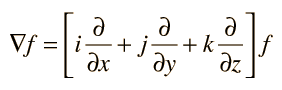 ∇f = [i ∂/∂x + j ∂/∂y + k ∂/∂z] f